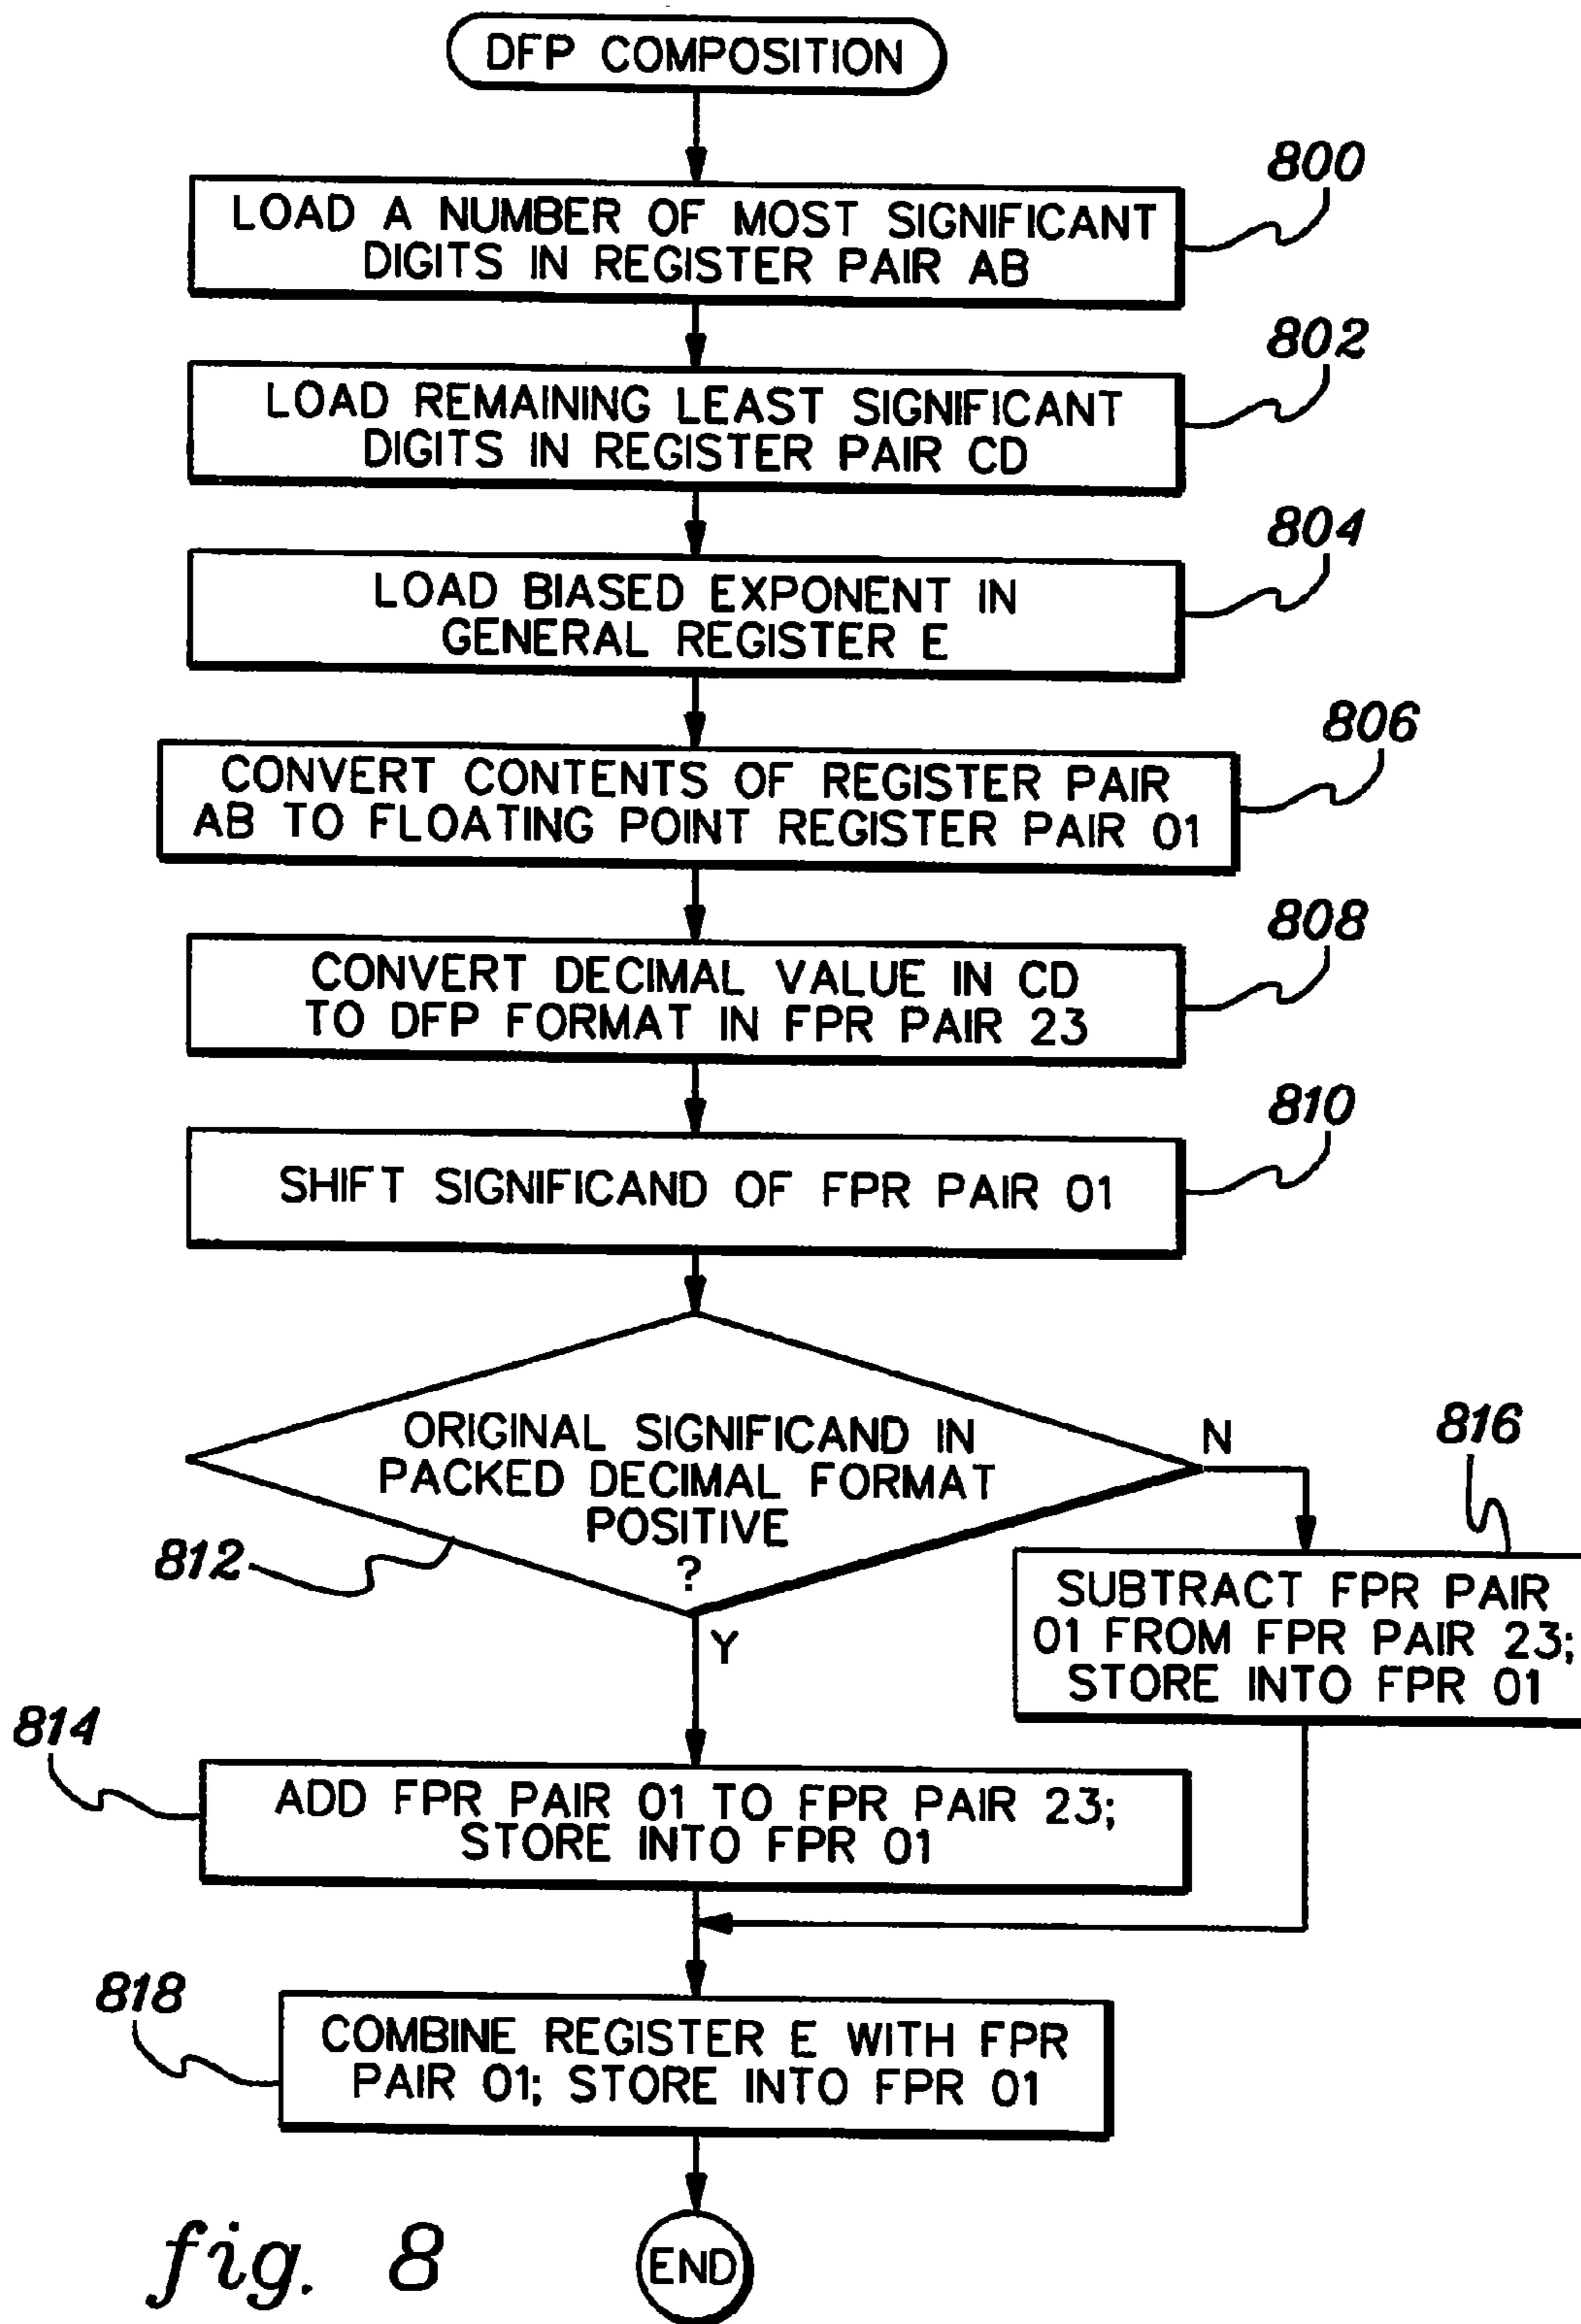 DFP COMPOSITION
800
LOAD A NUMBER OF MOST SIGNIFICANT
DIGITS IN REGISTER PAIR AB
802
LOAD REMAINING LEAST SIGNIFICANT
DIGITS IN REGISTER PAIR CD
804
LOAD BIASED EXPONENT IN
GENERAL REGISTER E
806
CONVERT CONTENTS OF REGISTER PAIR
AB TO FLOATING POINT REGISTER PAIR 01
808
CONVERT DECIMAL VALUE IN CD
TO DFP FORMAT IN FPR PAIR 23
810
SHIFT SIGNIFICAND OF FPR PAIR 01
ORIGINAL SIGNIFICAND IN
PACKED DECIMAL FORMAT
POSITIVE
?
812
N
816
SUBTRACT FPR PAIR
01 FROM FPR PAIR 23;
STORE INTO FPR 01
Y
814
ADD FPR PAIR 01 TO FPR PAIR 23;
STORE INTO FPR 01
818
COMBINE REGISTER E WITH FPR
PAIR 01; STORE INTO FPR 01
END
fig. 8